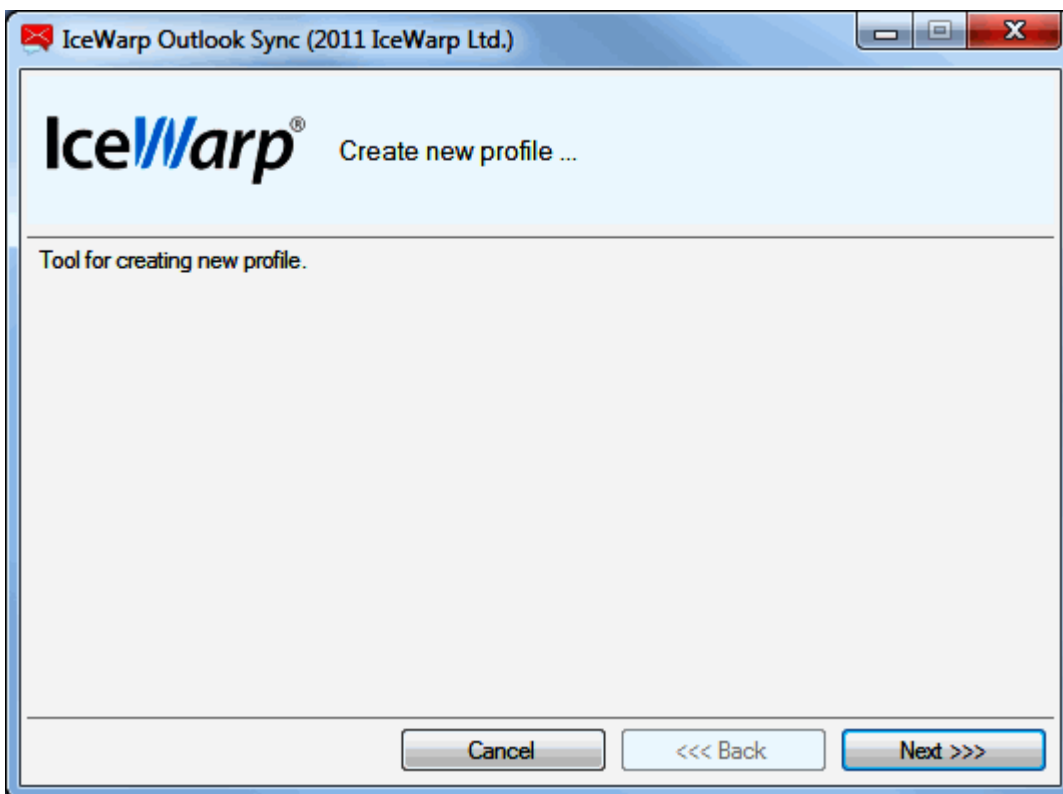 IceWarp Outlook Sync (2011 IceWarp Ltd.)
IceWarp® Create new profile ...
Tool for creating new profile.
Cancel <<< Back Next >>>